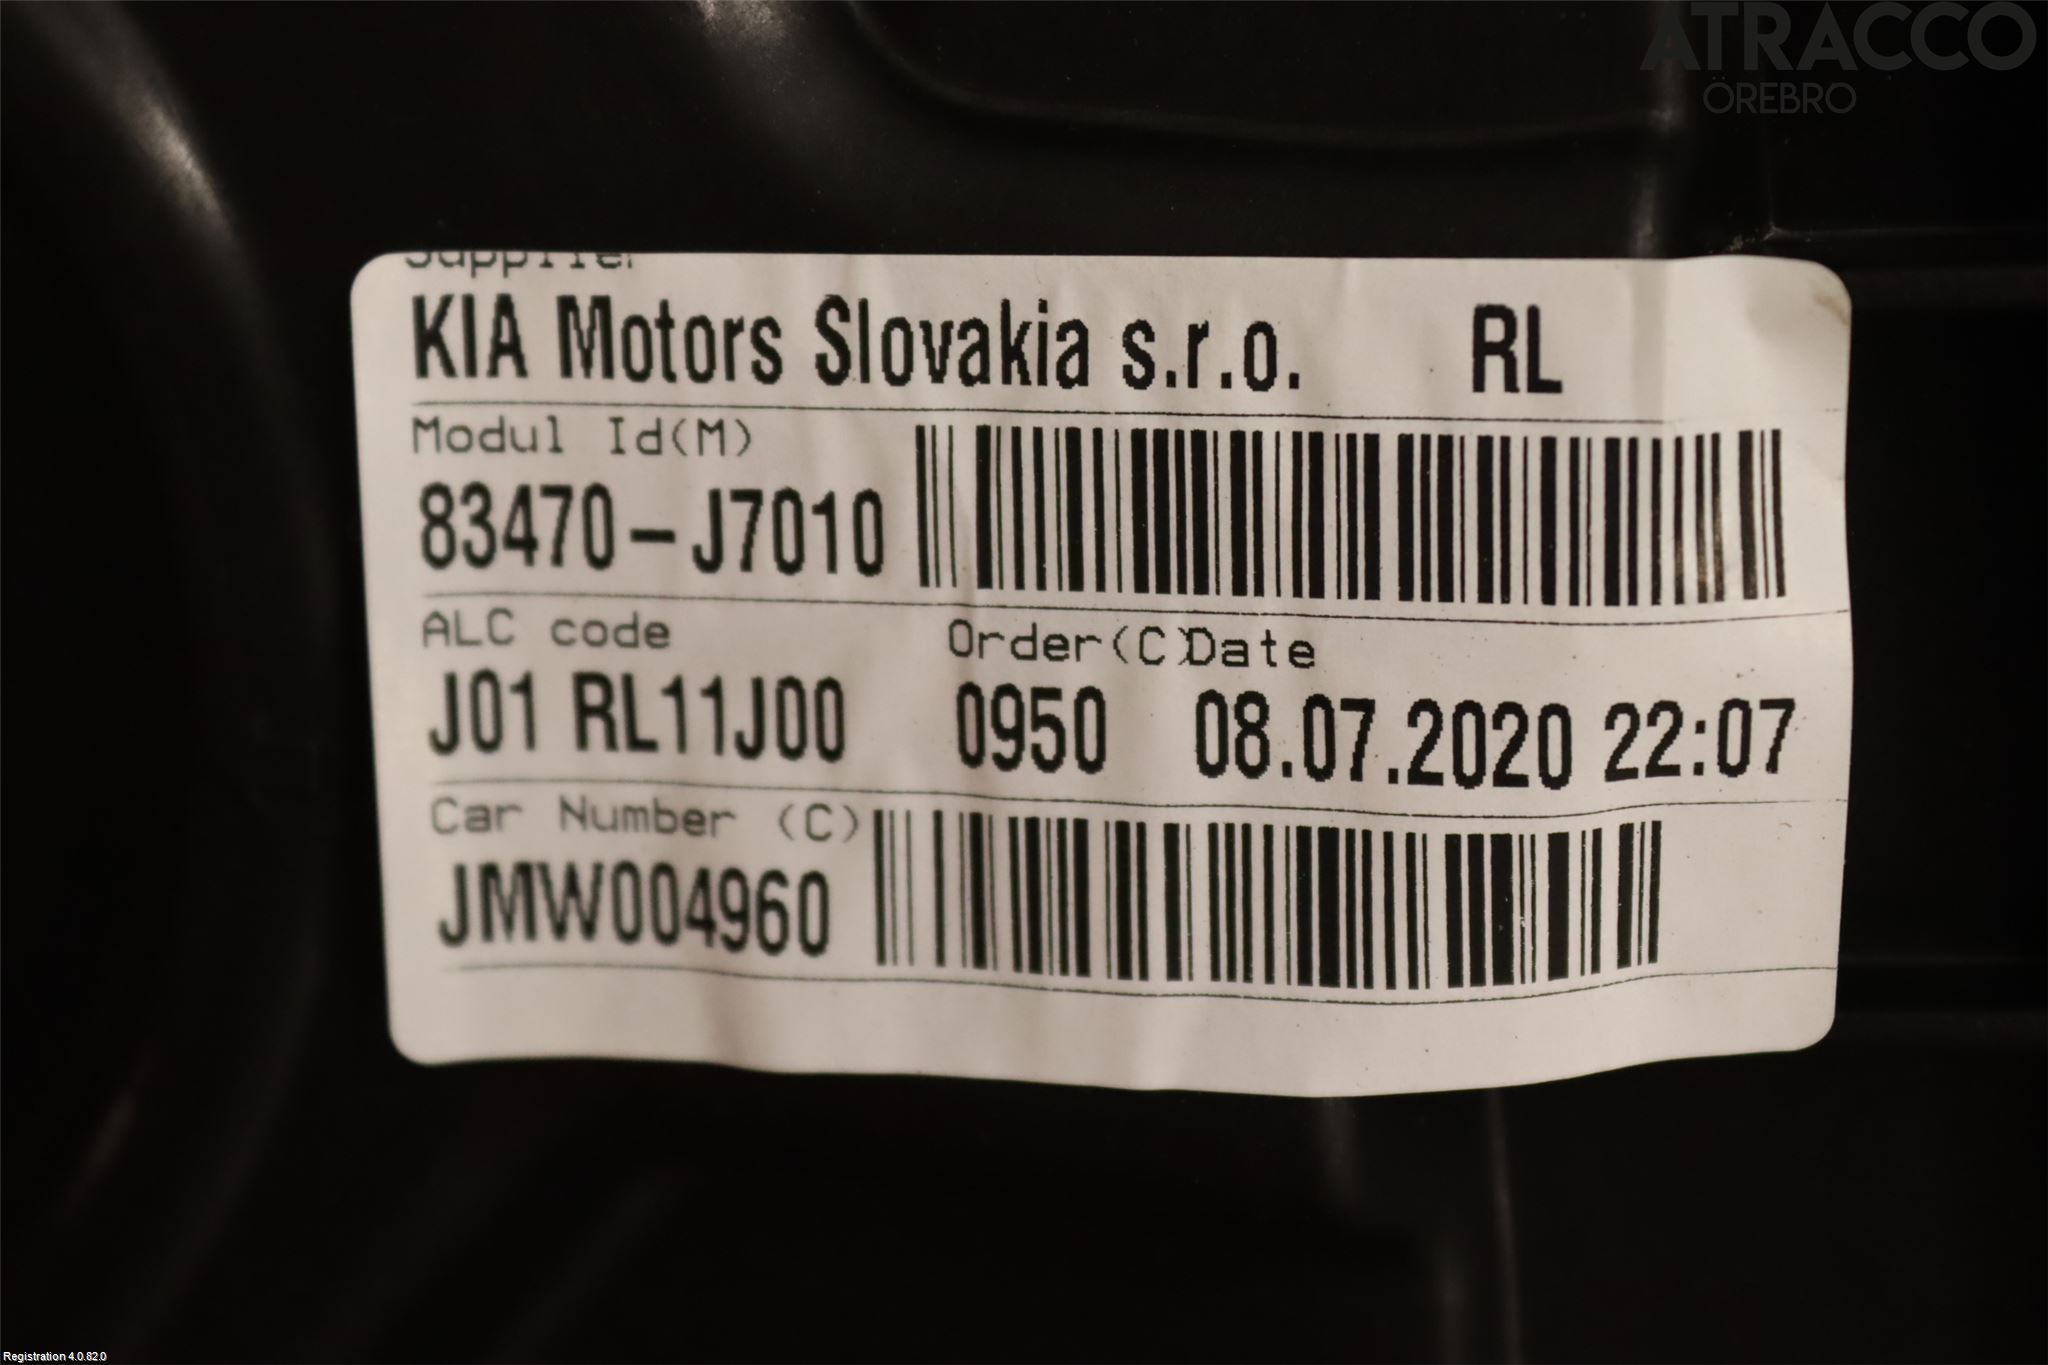 ATRACCO
ÖREBRO
Supplier
KIA Motors Slovakia s.r.o. RL
Modul Id(M)
83470-J7010
ALC code Order(C)Date
J01 RL11J00 0950 08.07.2020 22:07
Car Number (C)
JMW004960
Registration 4.0.82.0